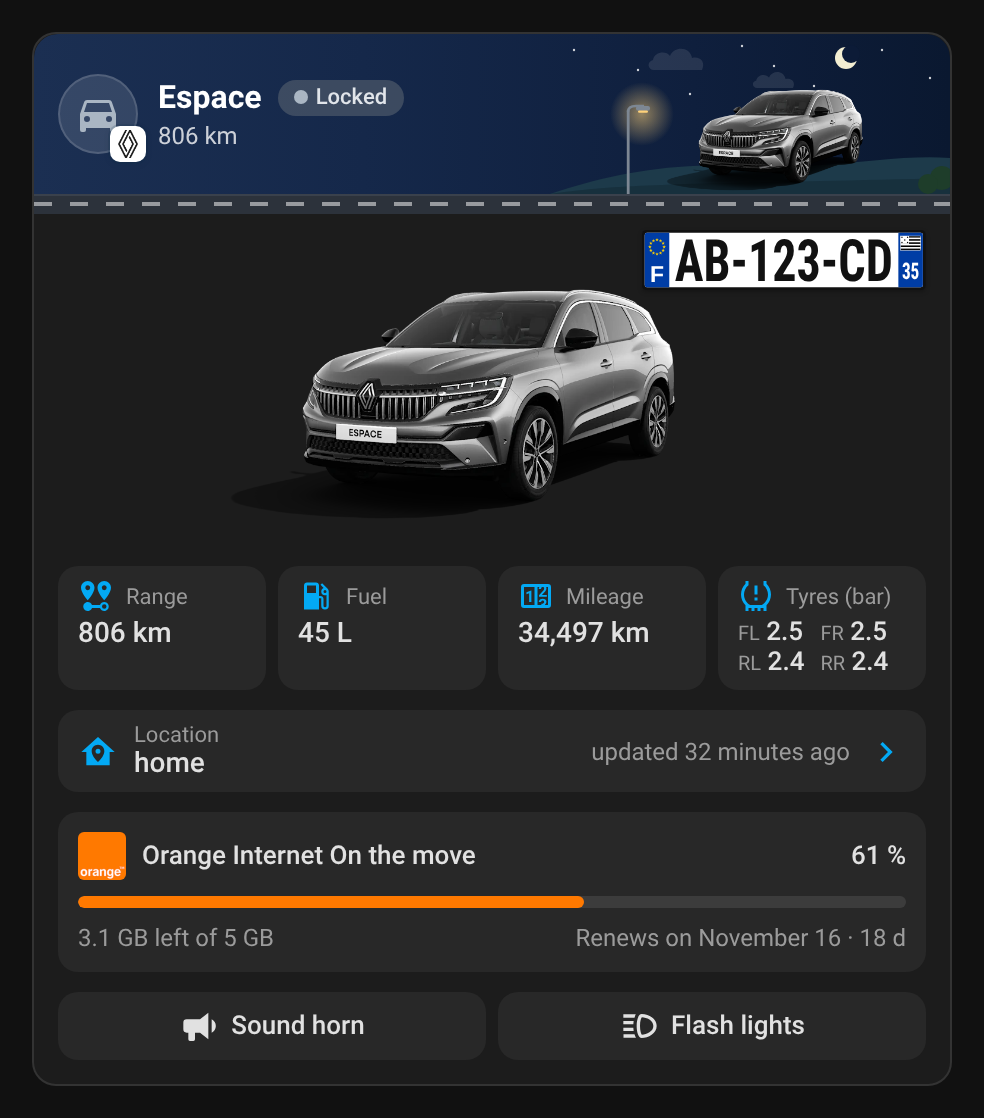 Espace
Locked
806 km
ESPACE
F
AB-123-CD
35
ESPACE
Range
806 km
Fuel
45 L
Mileage
34,497 km
Tyres (bar)
FL 2.5 FR 2.5
RL 2.4 RR 2.4
Location
home
updated 32 minutes ago
orange™
Orange Internet On the move
61 %
3.1 GB left of 5 GB
Renews on November 16 · 18 d
Sound horn
Flash lights